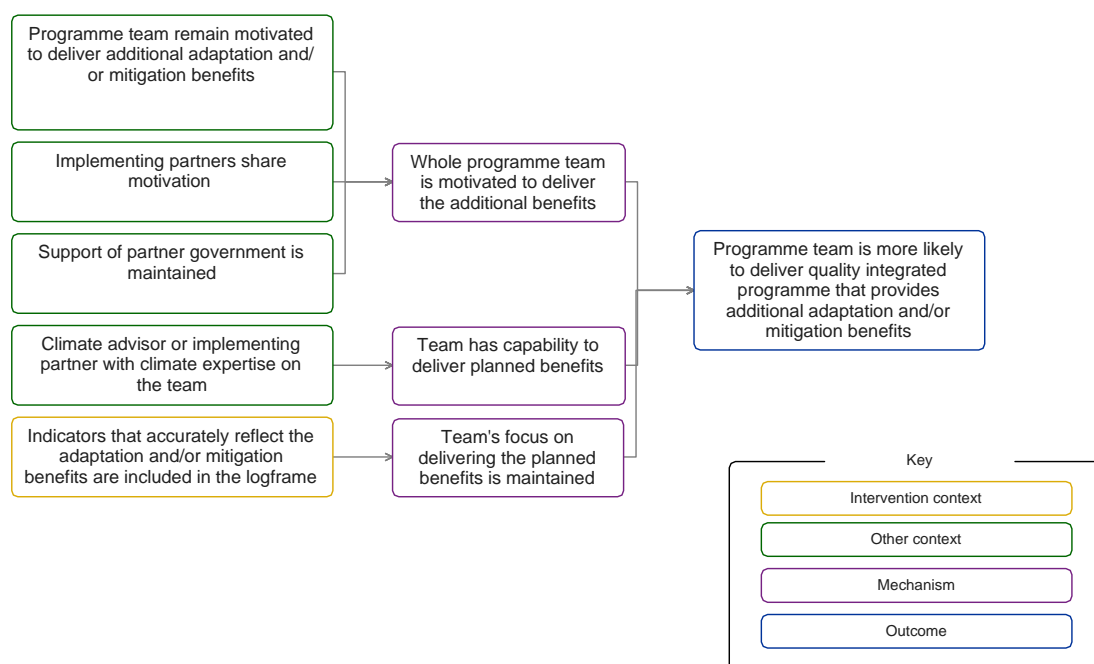 Programme team remain motivated
to deliver additional adaptation and/
or mitigation benefits
Implementing partners share
motivation
Support of partner government is
maintained
Climate advisor or implementing
partner with climate expertise on
the team
Indicators that accurately reflect the
adaptation and/or mitigation
benefits are included in the logframe
Whole programme team
is motivated to deliver
the additional benefits
Team has capability to
deliver planned benefits
Team's focus on
delivering the planned
benefits is maintained
Programme team is more likely
to deliver quality integrated
programme that provides
additional adaptation and/or
mitigation benefits
Key
Intervention context
Other context
Mechanism
Outcome